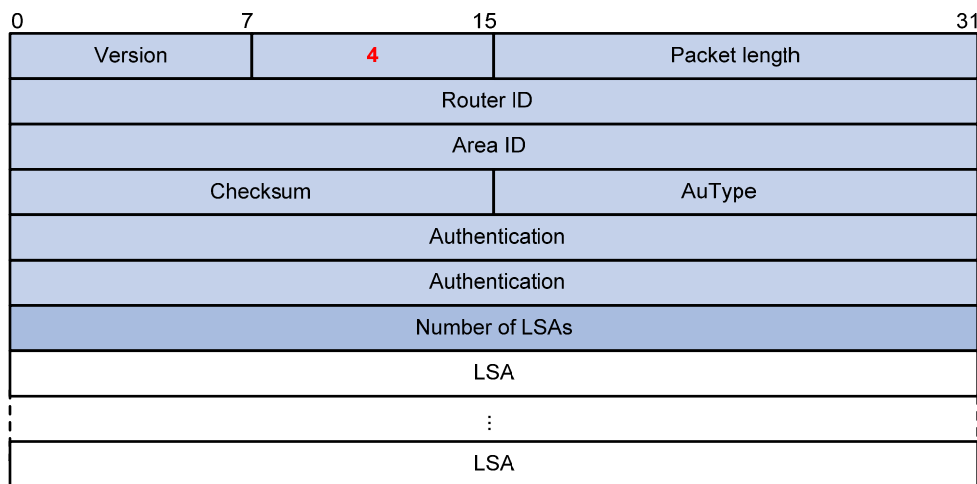 0 7 15 31
Version 4 Packet length
Router ID
Area ID
Checksum AuType
Authentication
Authentication
Number of LSAs
LSA
...
LSA